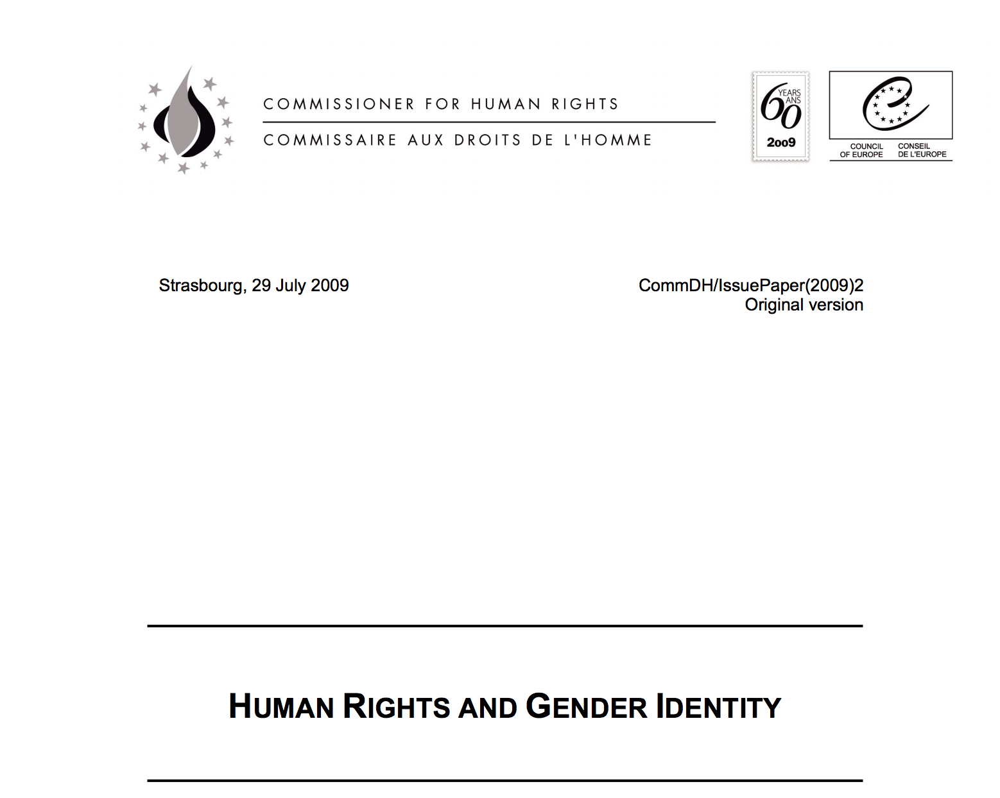 COMMISSIONER FOR HUMAN RIGHTS
COMMISSAIRE AUX DROITS DE L'HOMME
60 YEARS
ANS
2009
COUNCIL
OF EUROPE
CONSEIL
DE L'EUROPE
Strasbourg, 29 July 2009
CommDH/IssuePaper(2009)2
Original version
HUMAN RIGHTS AND GENDER IDENTITY